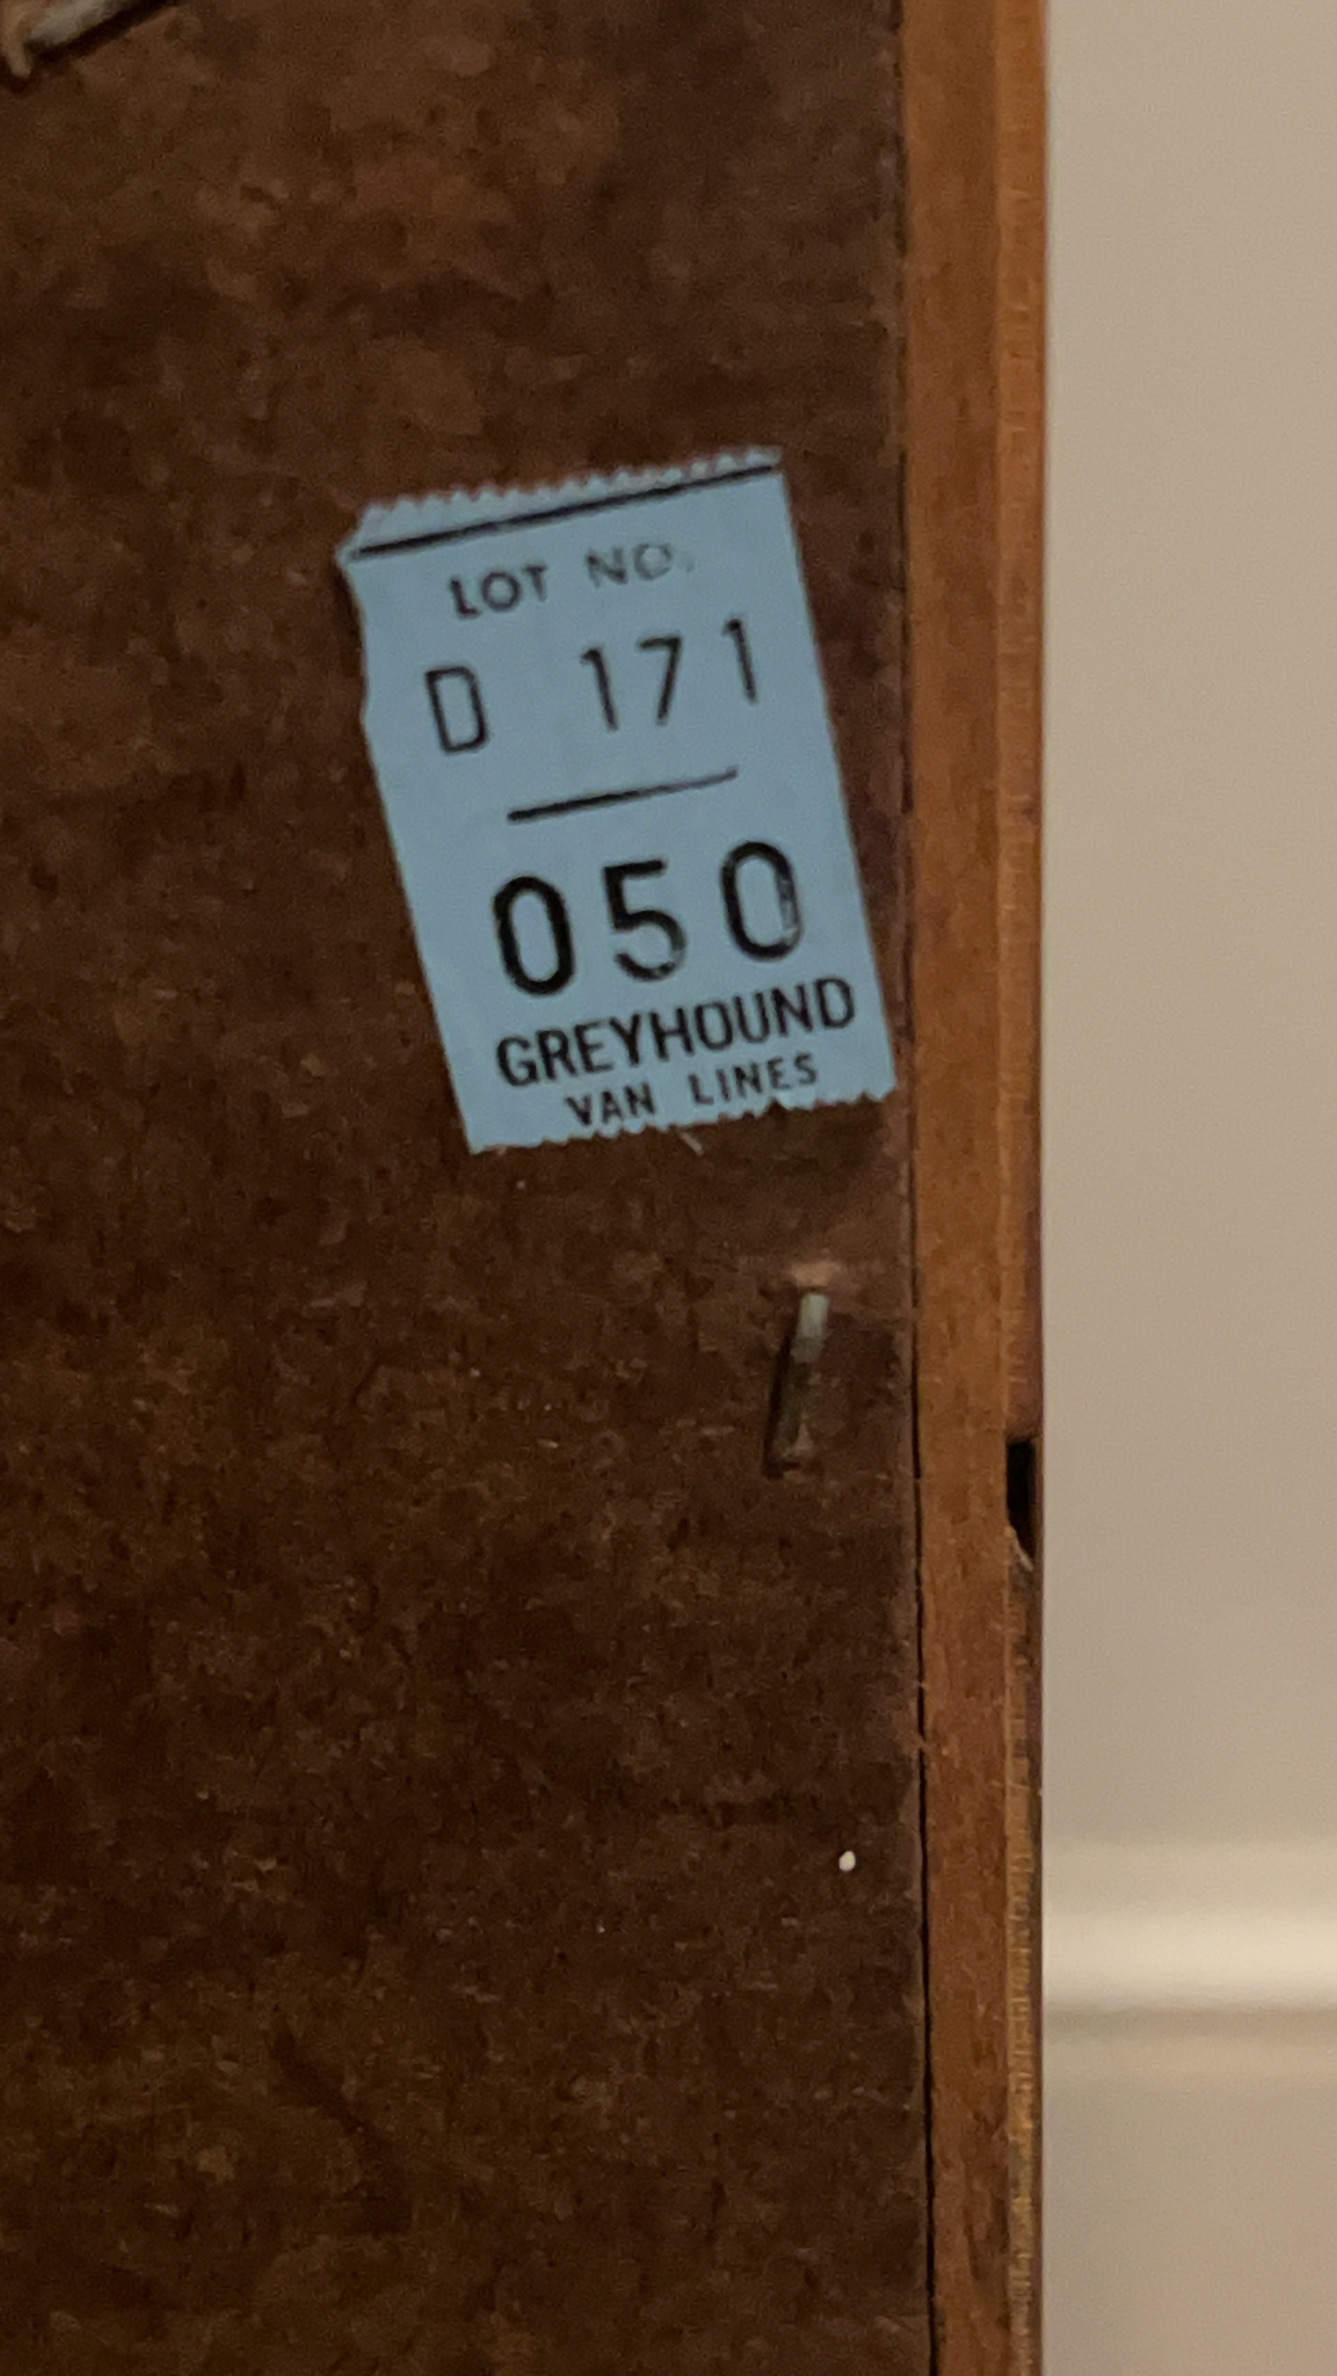 LOT NO.
D 171
050
GREYHOUND
VAN LINES